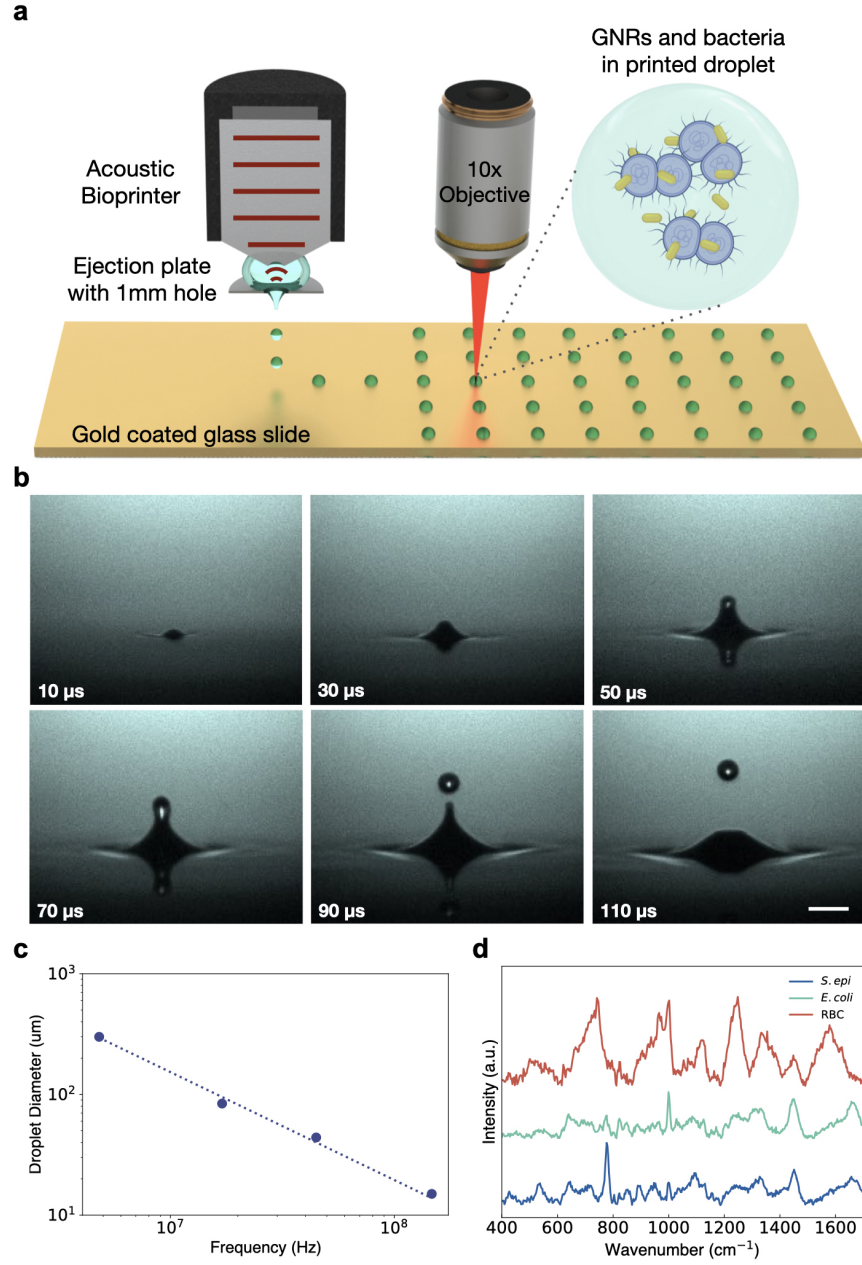 a
GNRs and bacteria
in printed droplet
Acoustic
Bioprinter
10x
Objective
Ejection plate
with 1mm hole
Gold coated glass slide
b
10 µs
30 µs
50 µs
70 µs
90 µs
110 µs
c
10³
10²
10¹
Droplet Diameter (um)
10⁷
10⁸
Frequency (Hz)
d
S. epi
E. coli
RBC
Intensity (a.u.)
400 600 800 1000 1200 1400 1600
Wavenumber (cm⁻¹)